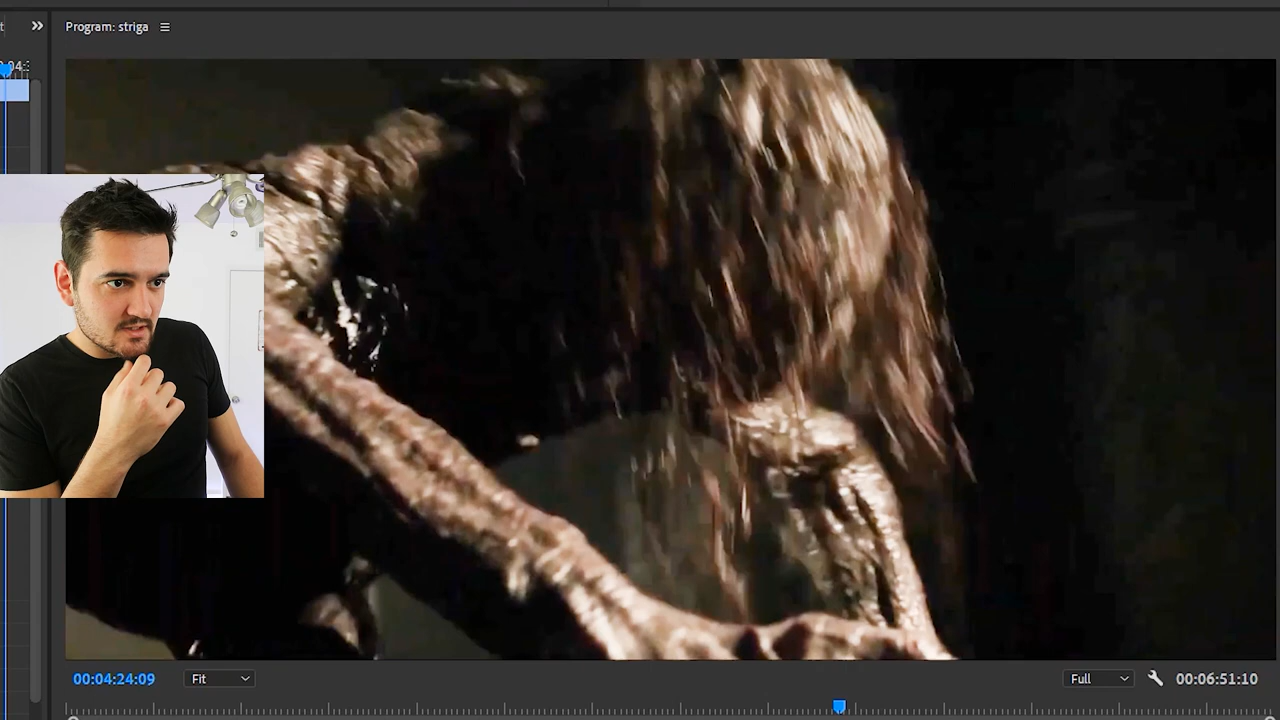 Program: striga
00:04:24:09
Fit
Full
00:06:51:10